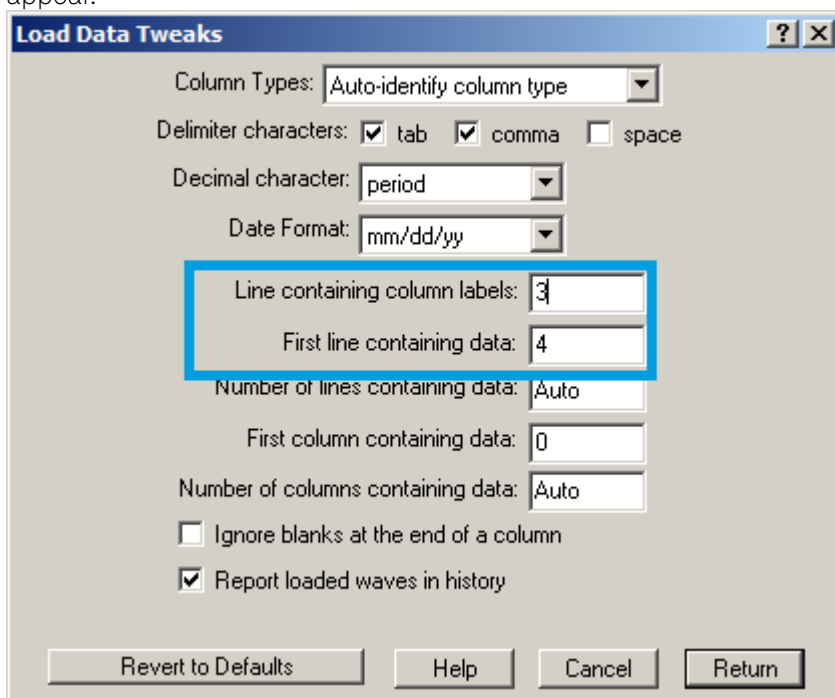 appear.
Load Data Tweaks
Column Types: Auto-identify column type
Delimiter characters: tab comma space
Decimal character: period
Date Format: mm/dd/yy
Line containing column labels: 3
First line containing data: 4
Number of lines containing data: Auto
First column containing data: 0
Number of columns containing data: Auto
Ignore blanks at the end of a column
Report loaded waves in history
Revert to Defaults Help Cancel Return